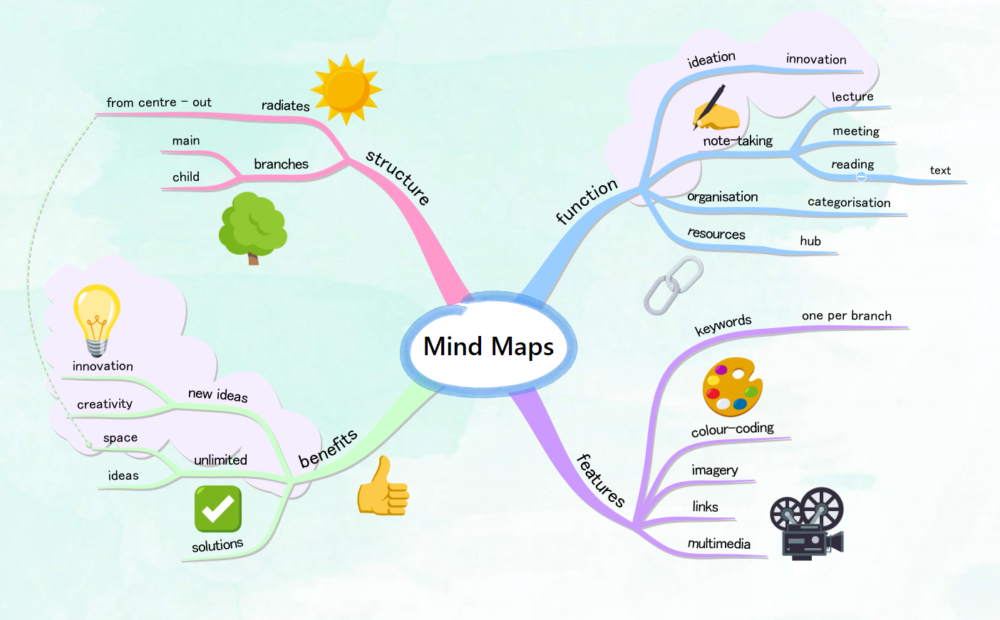 Mind Maps
structure
radiates
from centre - out
branches
main
child
function
ideation
innovation
note-taking
lecture
meeting
reading
text
organisation
categorisation
resources
hub
features
keywords
one per branch
colour-coding
imagery
links
multimedia
benefits
new ideas
innovation
creativity
unlimited
space
ideas
solutions